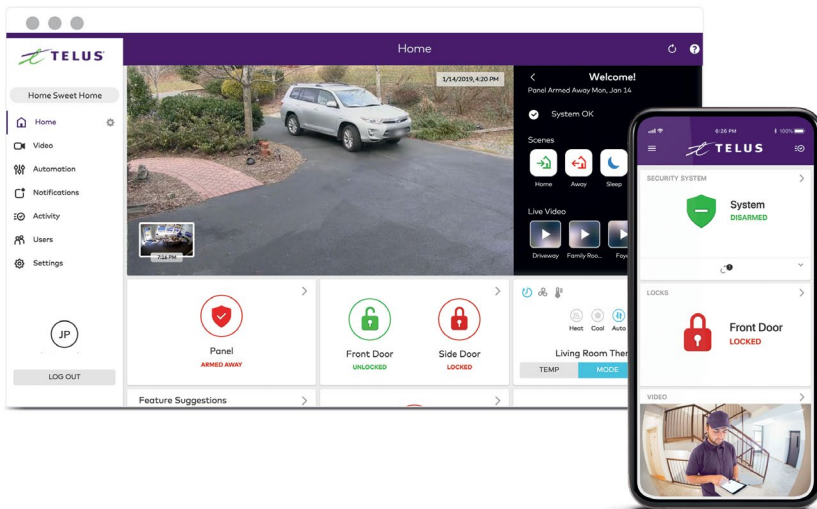 TELUS
Home
Home Sweet Home
Home
Video
Automation
Notifications
Activity
Users
Settings
JP
LOG OUT
1/14/2019, 4:20 PM
7:16 PM
Welcome!
Panel Armed Away Mon, Jan 14
System OK
Scenes
Home Away Sleep
Live Video
Driveway Family Roo... Foye
Panel
ARMED AWAY
Front Door
UNLOCKED
Side Door
LOCKED
Heat Cool Auto
Living Room Ther
TEMP MODE
Feature Suggestions
6:26 PM 100%
TELUS
SECURITY SYSTEM
System
DISARMED
LOCKS
Front Door
LOCKED
VIDEO